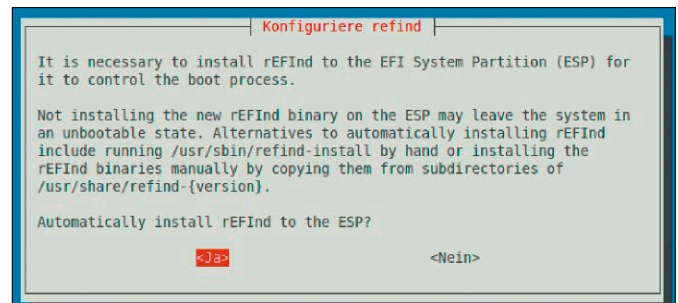 Konfiguriere refind
It is necessary to install rEFInd to the EFI System Partition (ESP) for
it to control the boot process.
Not installing the new rEFInd binary on the ESP may leave the system in
an unbootable state. Alternatives to automatically installing rEFInd
include running /usr/sbin/refind-install by hand or installing the
rEFInd binaries manually by copying them from subdirectories of
/usr/share/refind-{version}.
Automatically install rEFInd to the ESP?
<Ja> <Nein>